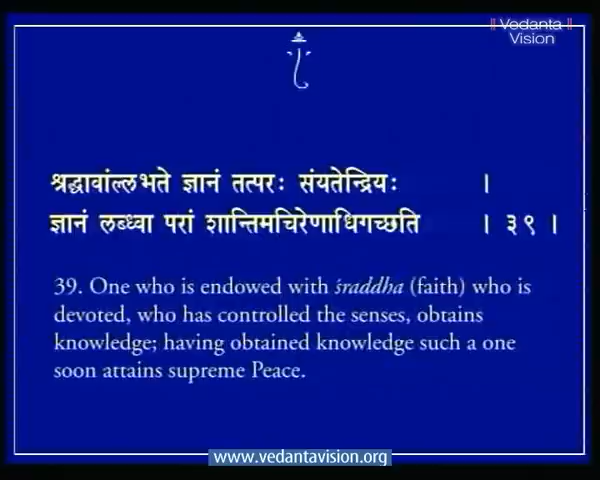 ॥ Vedanta ॥
Vision
श्रद्धावांल्लभते ज्ञानं तत्परः संयतेन्द्रियः ।
ज्ञानं लब्ध्वा परां शान्तिमचिरेणाधिगच्छति । ३९ ।
39. One who is endowed with śraddha (faith) who is
devoted, who has controlled the senses, obtains
knowledge; having obtained knowledge such a one
soon attains supreme Peace.
www.vedantavision.org